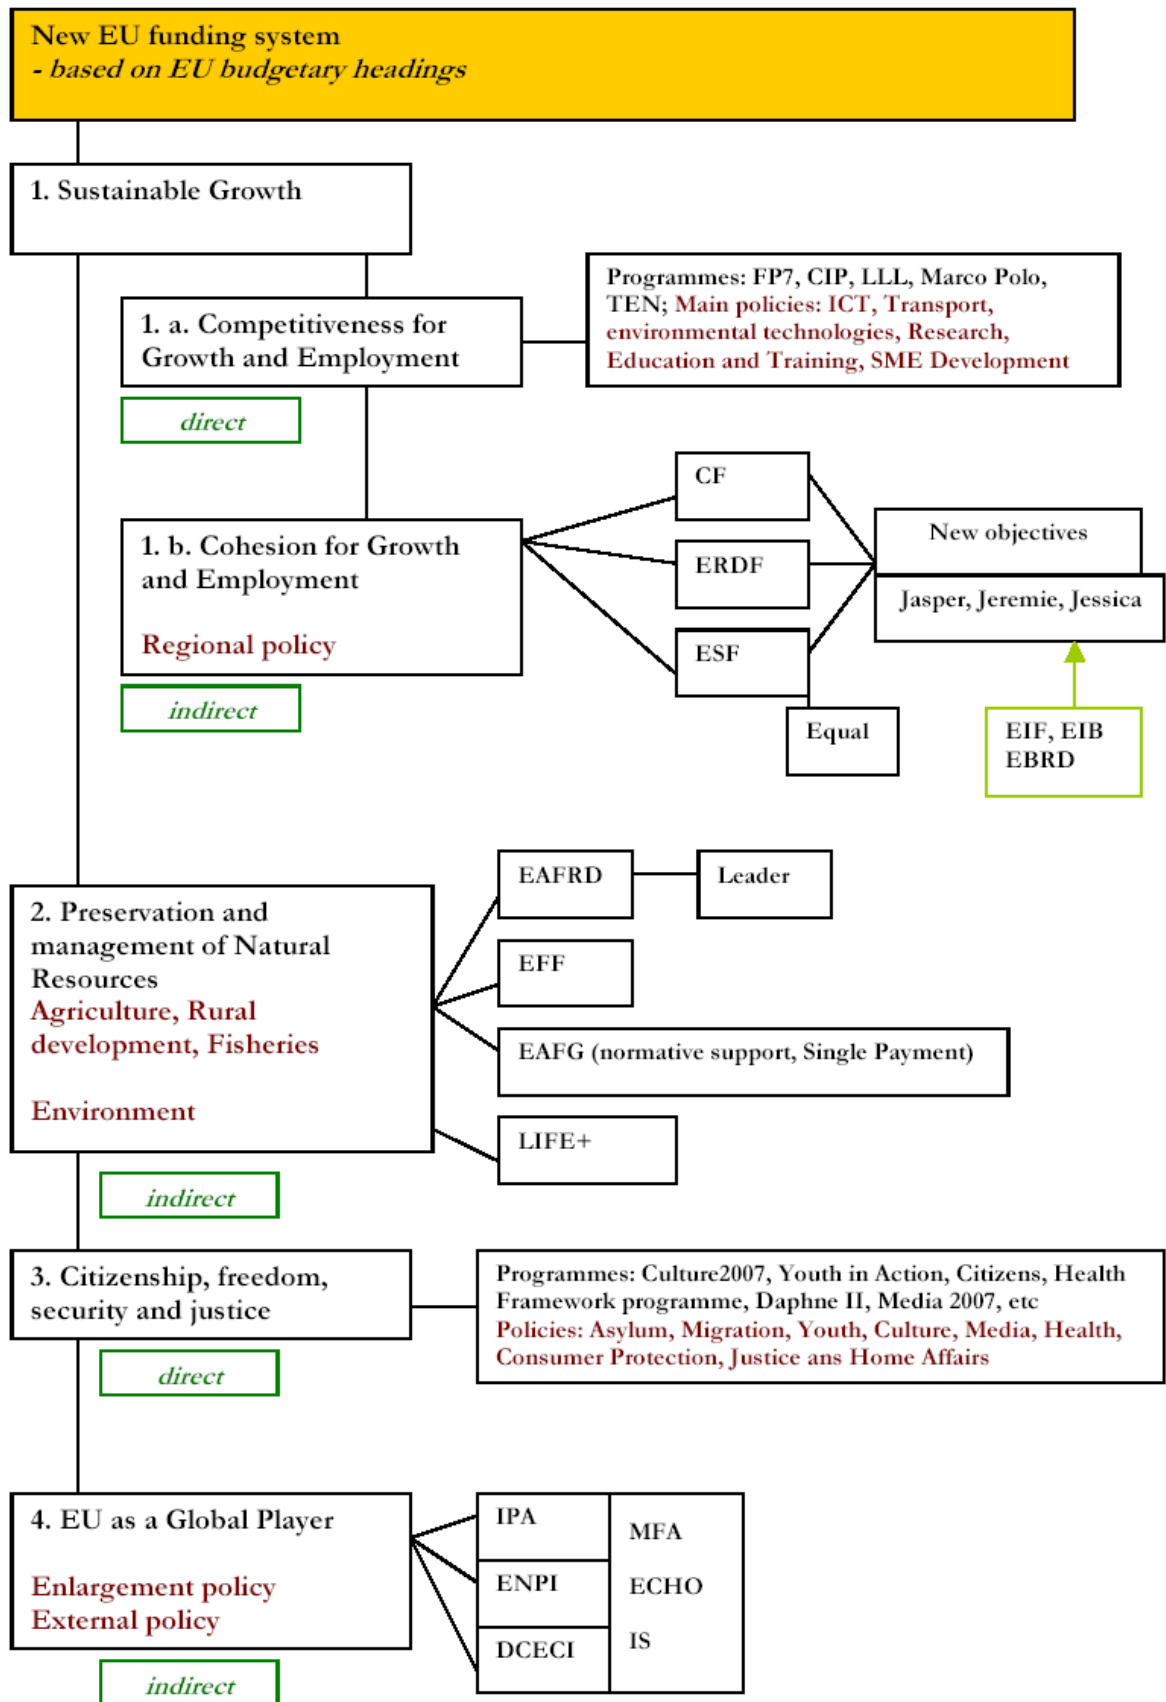 New EU funding system
- based on EU budgetary headings
1. Sustainable Growth
1. a. Competitiveness for
Growth and Employment
direct
Programmes: FP7, CIP, LLL, Marco Polo,
TEN; Main policies: ICT, Transport,
environmental technologies, Research,
Education and Training, SME Development
1. b. Cohesion for Growth
and Employment
Regional policy
indirect
CF
ERDF
ESF
Equal
New objectives
Jasper, Jeremie, Jessica
EIF, EIB
EBRD
2. Preservation and
management of Natural
Resources
Agriculture, Rural
development, Fisheries
Environment
indirect
EAFRD
Leader
EFF
EAFG (normative support, Single Payment)
LIFE+
3. Citizenship, freedom,
security and justice
direct
Programmes: Culture2007, Youth in Action, Citizens, Health
Framework programme, Daphne II, Media 2007, etc
Policies: Asylum, Migration, Youth, Culture, Media, Health,
Consumer Protection, Justice ans Home Affairs
4. EU as a Global Player
Enlargement policy
External policy
indirect
IPA
ENPI
DCECI
MFA
ECHO
IS